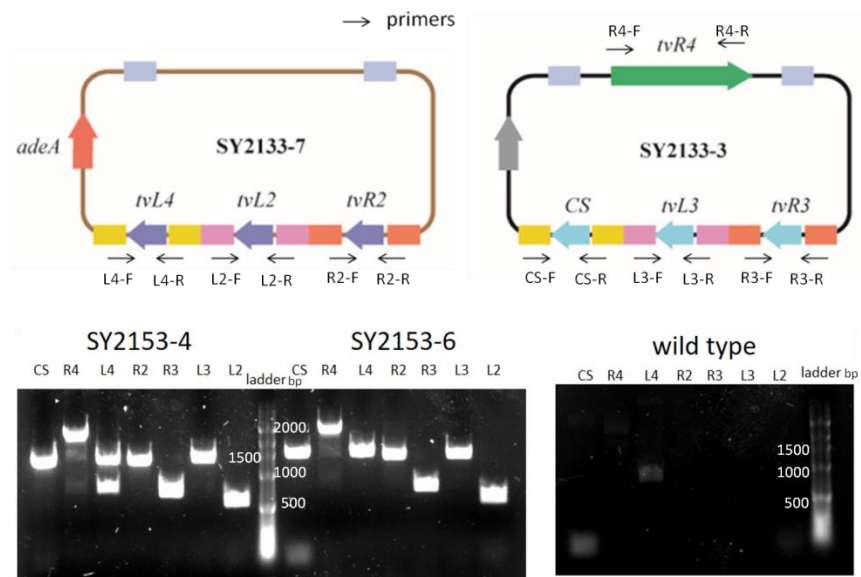 → primers
R4-F
tvR4
R4-R
adeA
SY2133-7
SY2133-3
tvL4
tvL2
tvR2
CS
tvL3
tvR3
L4-F
L4-R
L2-F
L2-R
R2-F
R2-R
CS-F
CS-R
L3-F
L3-R
R3-F
R3-R
SY2153-4
SY2153-6
wild type
CS R4 L4 R2 R3 L3 L2 ladder bp
CS R4 L4 R2 R3 L3 L2
CS R4 L4 R2 R3 L3 L2 ladder bp
2000
1500
1000
500
1500
1000
500